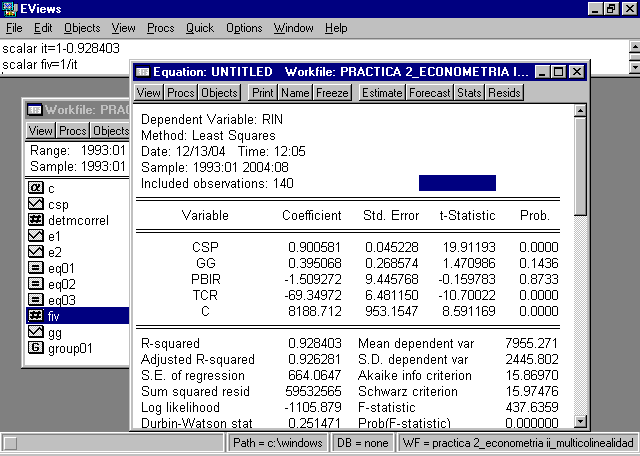 EViews
File Edit Objects View Procs Quick Options Window Help
scalar it=1-0.928403
scalar fiv=1/it
Workfile: PRAC
View Procs Objects
Range: 1993:01
Sample: 1993:01
c
csp
detmcorrel
e1
e2
eq01
eq02
eq03
fiv
gg
G group01
Equation: UNTITLED Workfile: PRACTICA 2_ECONOMETRIA I...
View Procs Objects Print Name Freeze Estimate Forecast Stats Resids
Dependent Variable: RIN
Method: Least Squares
Date: 12/13/04 Time: 12:05
Sample: 1993:01 2004:08
Included observations: 140
Variable Coefficient Std. Error t-Statistic Prob.
CSP 0.900581 0.045228 19.91193 0.0000
GG 0.395068 0.268574 1.470986 0.1436
PBIR -1.509272 9.445768 -0.159783 0.8733
TCR -69.34972 6.481150 -10.70022 0.0000
C 8188.712 953.1547 8.591169 0.0000
R-squared 0.928403 Mean dependent var 7955.271
Adjusted R-squared 0.926281 S.D. dependent var 2445.802
S.E. of regression 664.0647 Akaike info criterion 15.86970
Sum squared resid 59532565 Schwarz criterion 15.97476
Log likelihood -1105.879 F-statistic 437.6359
Durbin-Watson stat 0.251471 Prob(F-statistic) 0.000000
Path = c:\windows DB = none WF = practica 2_econometria ii_multicolinealidad